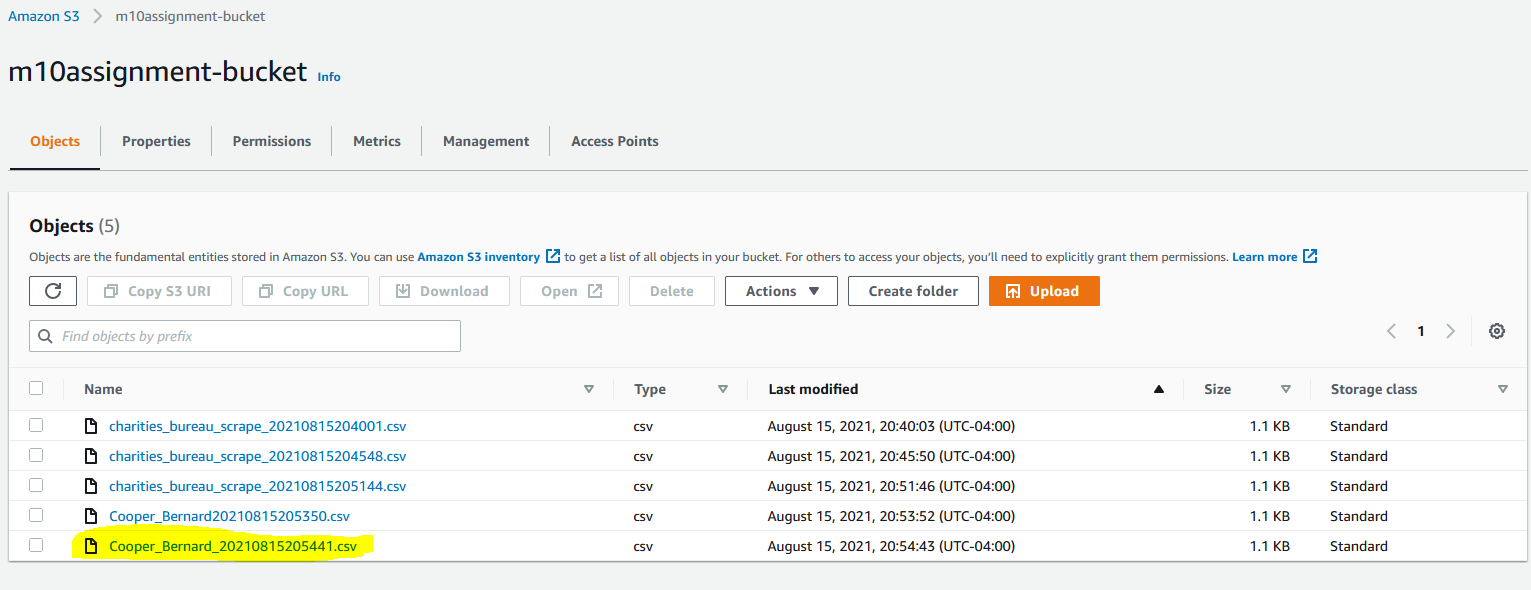 Amazon S3 > m10assignment-bucket
m10assignment-bucket Info
Objects Properties Permissions Metrics Management Access Points
Objects (5)
Objects are the fundamental entities stored in Amazon S3. You can use Amazon S3 inventory to get a list of all objects in your bucket. For others to access your objects, you'll need to explicitly grant them permissions. Learn more
Copy S3 URI Copy URL Download Open Delete Actions Create folder Upload
Find objects by prefix
1
Name Type Last modified Size Storage class
charities_bureau_scrape_20210815204001.csv csv August 15, 2021, 20:40:03 (UTC-04:00) 1.1 KB Standard
charities_bureau_scrape_20210815204548.csv csv August 15, 2021, 20:45:50 (UTC-04:00) 1.1 KB Standard
charities_bureau_scrape_20210815205144.csv csv August 15, 2021, 20:51:46 (UTC-04:00) 1.1 KB Standard
Cooper_Bernard20210815205350.csv csv August 15, 2021, 20:53:52 (UTC-04:00) 1.1 KB Standard
Cooper_Bernard_20210815205441.csv csv August 15, 2021, 20:54:43 (UTC-04:00) 1.1 KB Standard